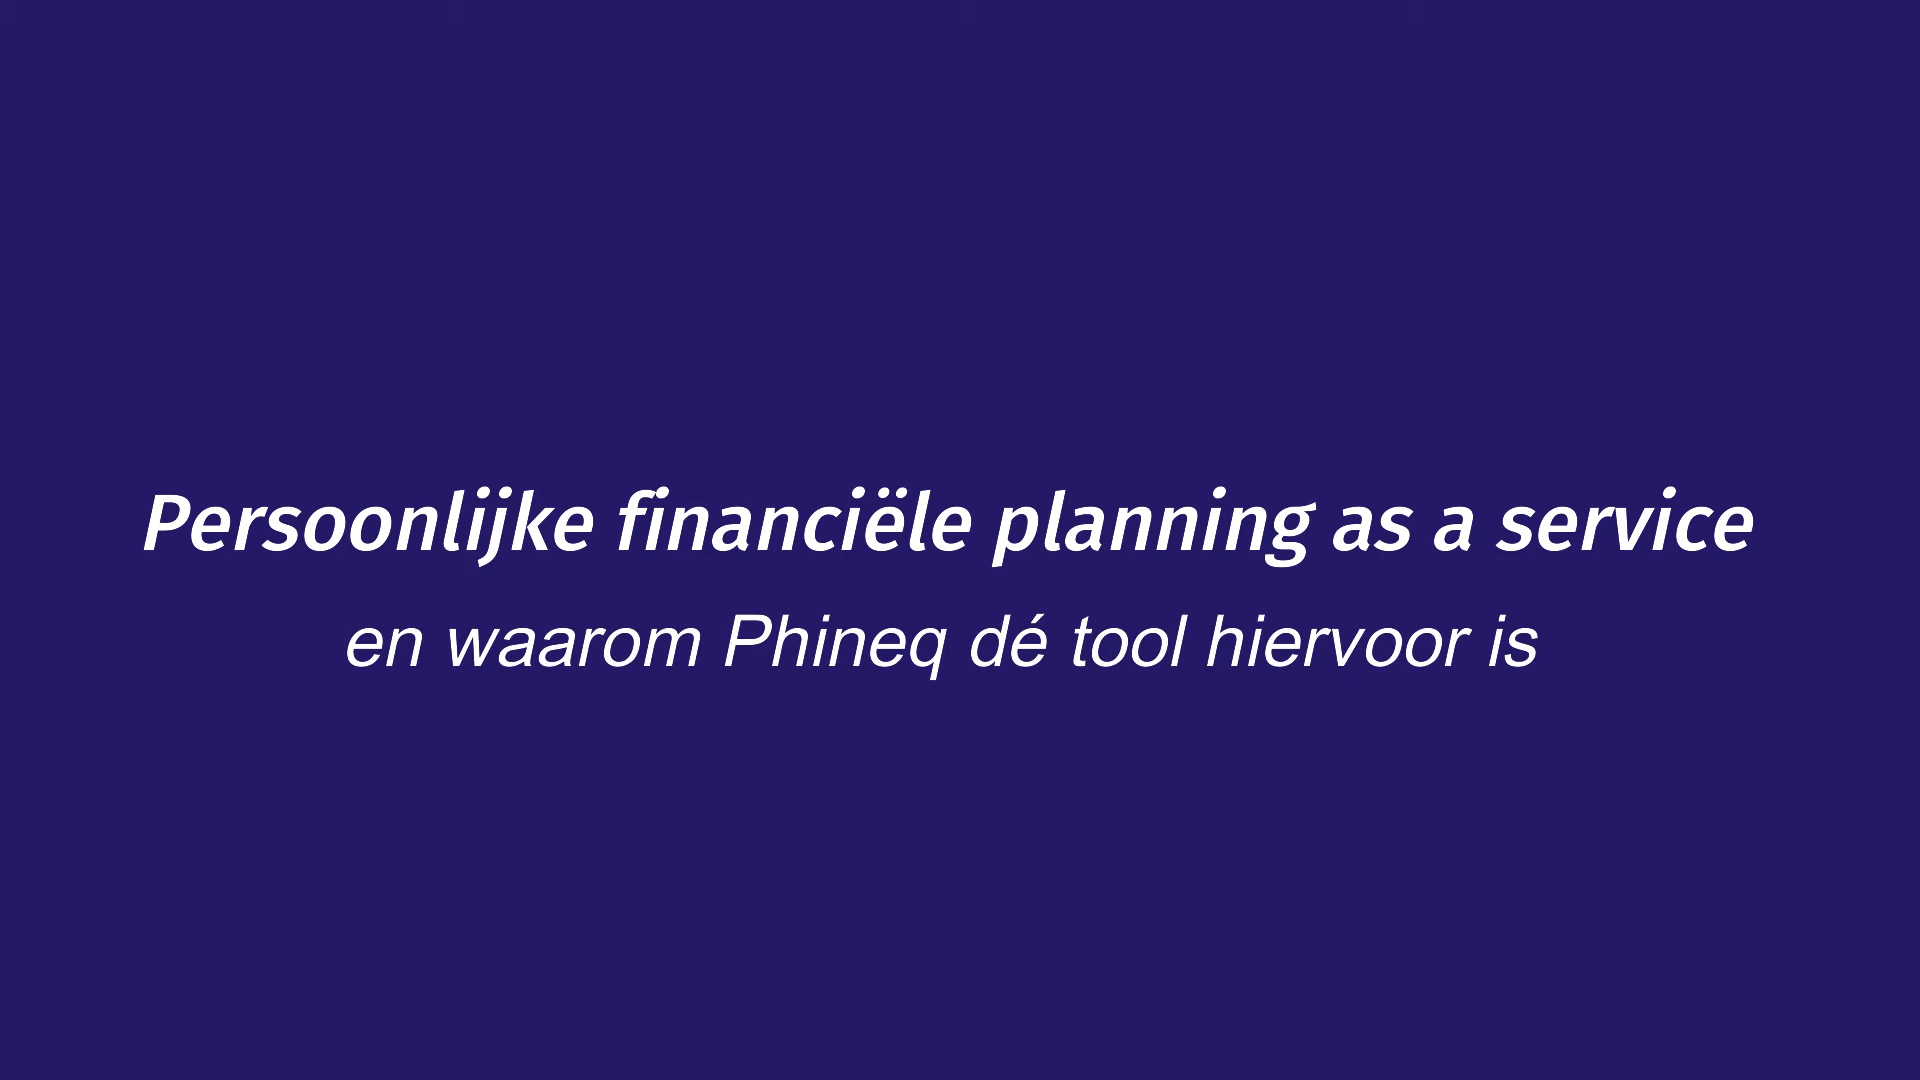 Persoonlijke financiële planning as a service
en waarom Phineq dé tool hiervoor is